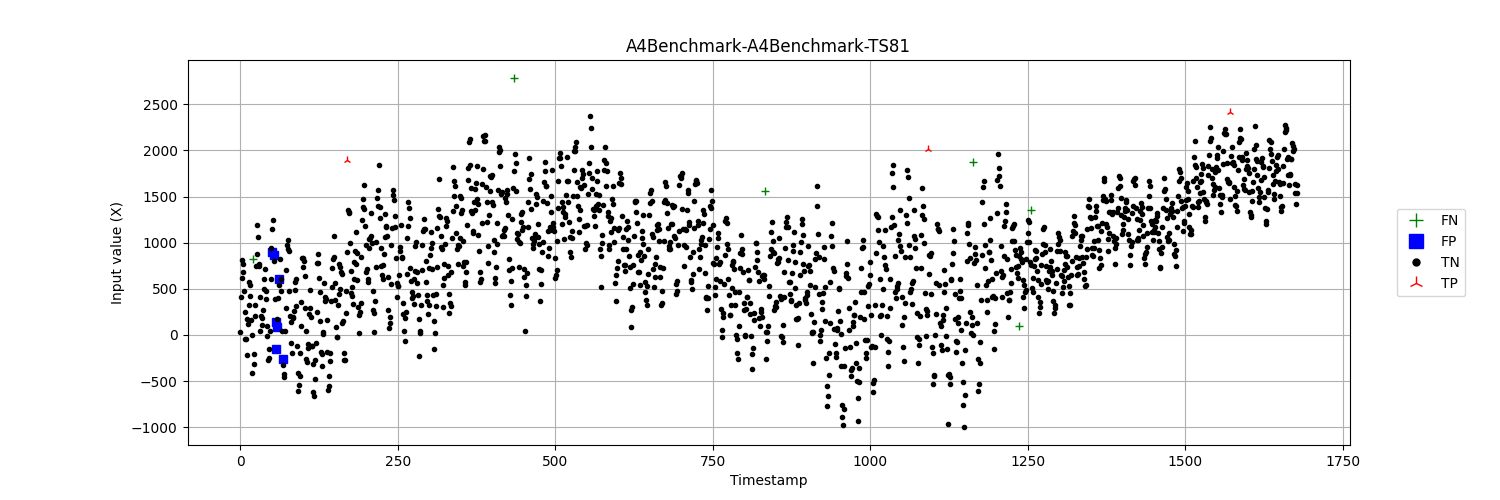 A4Benchmark-A4Benchmark-TS81
Input value (X)
2500
2000
1500
1000
500
0
−500
−1000
0 250 500 750 1000 1250 1500 1750
Timestamp
FN
FP
TN
TP